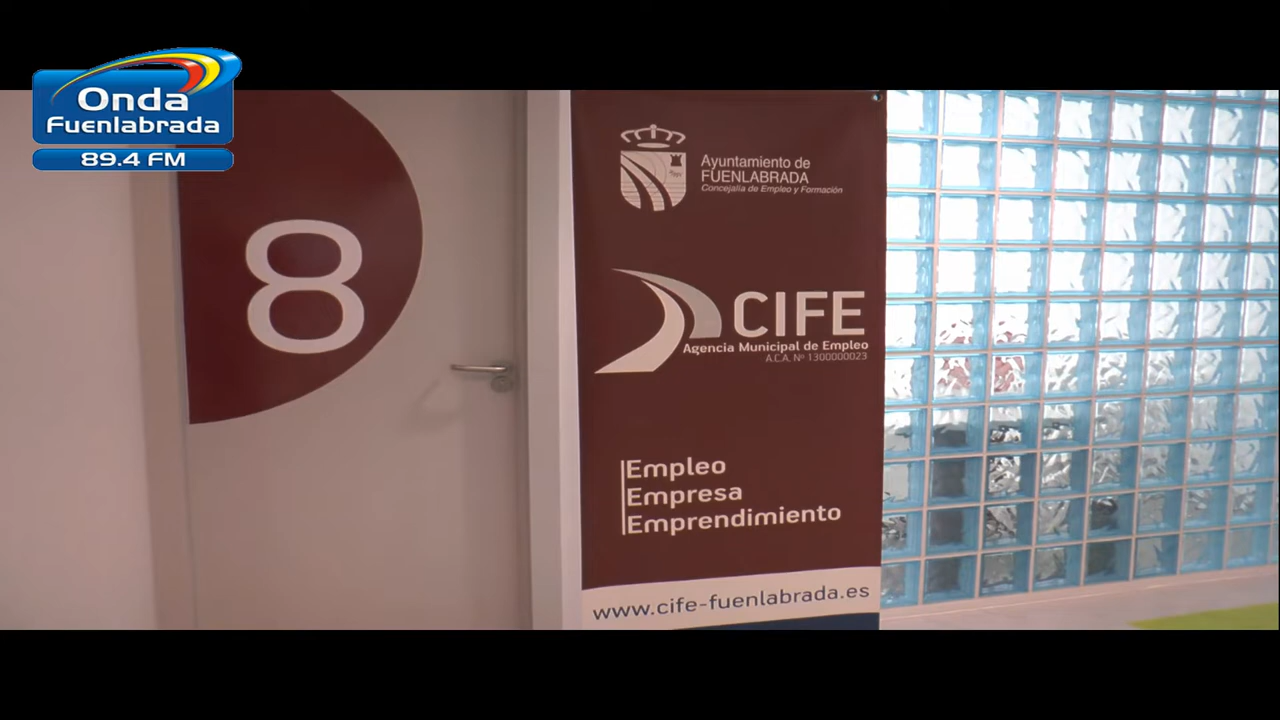 Onda
Fuenlabrada
89.4 FM
8
Ayuntamiento de
FUENLABRADA
Concejalía de Empleo y Formación
CIFE
Agencia Municipal de Empleo
A.C.A. Nº 1300000023
Empleo
Empresa
Emprendimiento
www.cife-fuenlabrada.es